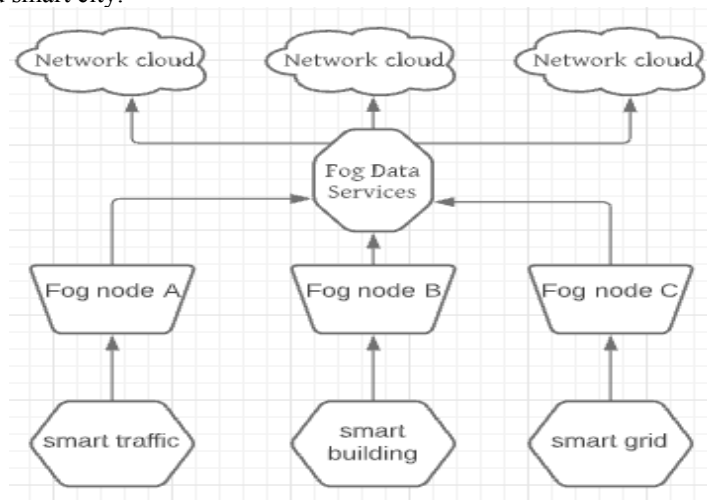 a smart city.
Network cloud
Network cloud
Network cloud
Fog Data
Services
Fog node A
Fog node B
Fog node C
smart traffic
smart
building
smart grid